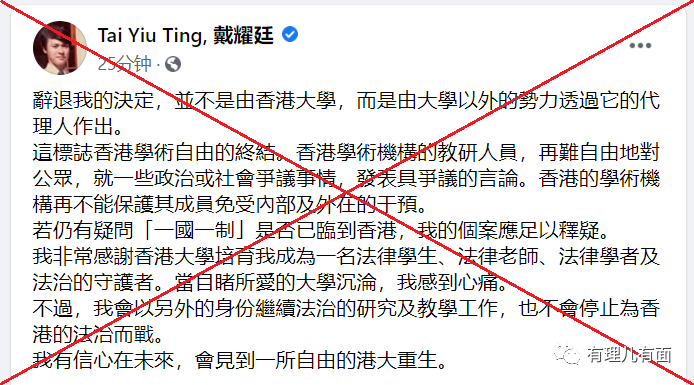 Tai Yiu Ting, 戴耀廷
25分钟
辭退我的決定，並不是由香港大學，而是由大學以外的勢力透過它的代
理人作出。
這標誌香港學術自由的終結。香港學術機構的教研人員，再難自由地對
公眾，就一些政治或社會爭議事情，發表具爭議的言論。香港的學術機
構再不能保護其成員免受內部及外在的干預。
若仍有疑問「一國一制」是否已臨到香港，我的個案應足以釋疑。
我非常感謝香港大學培育我成為一名法律學生、法律老師、法律學者及
法治的守護者。當目睹所愛的大學沉淪，我感到心痛。
不過，我會以另外的身份繼續法治的研究及教學工作，也不會停止為香
港的法治而戰。
我有信心在未來，會見到一所自由的港大重生。
有理儿有面